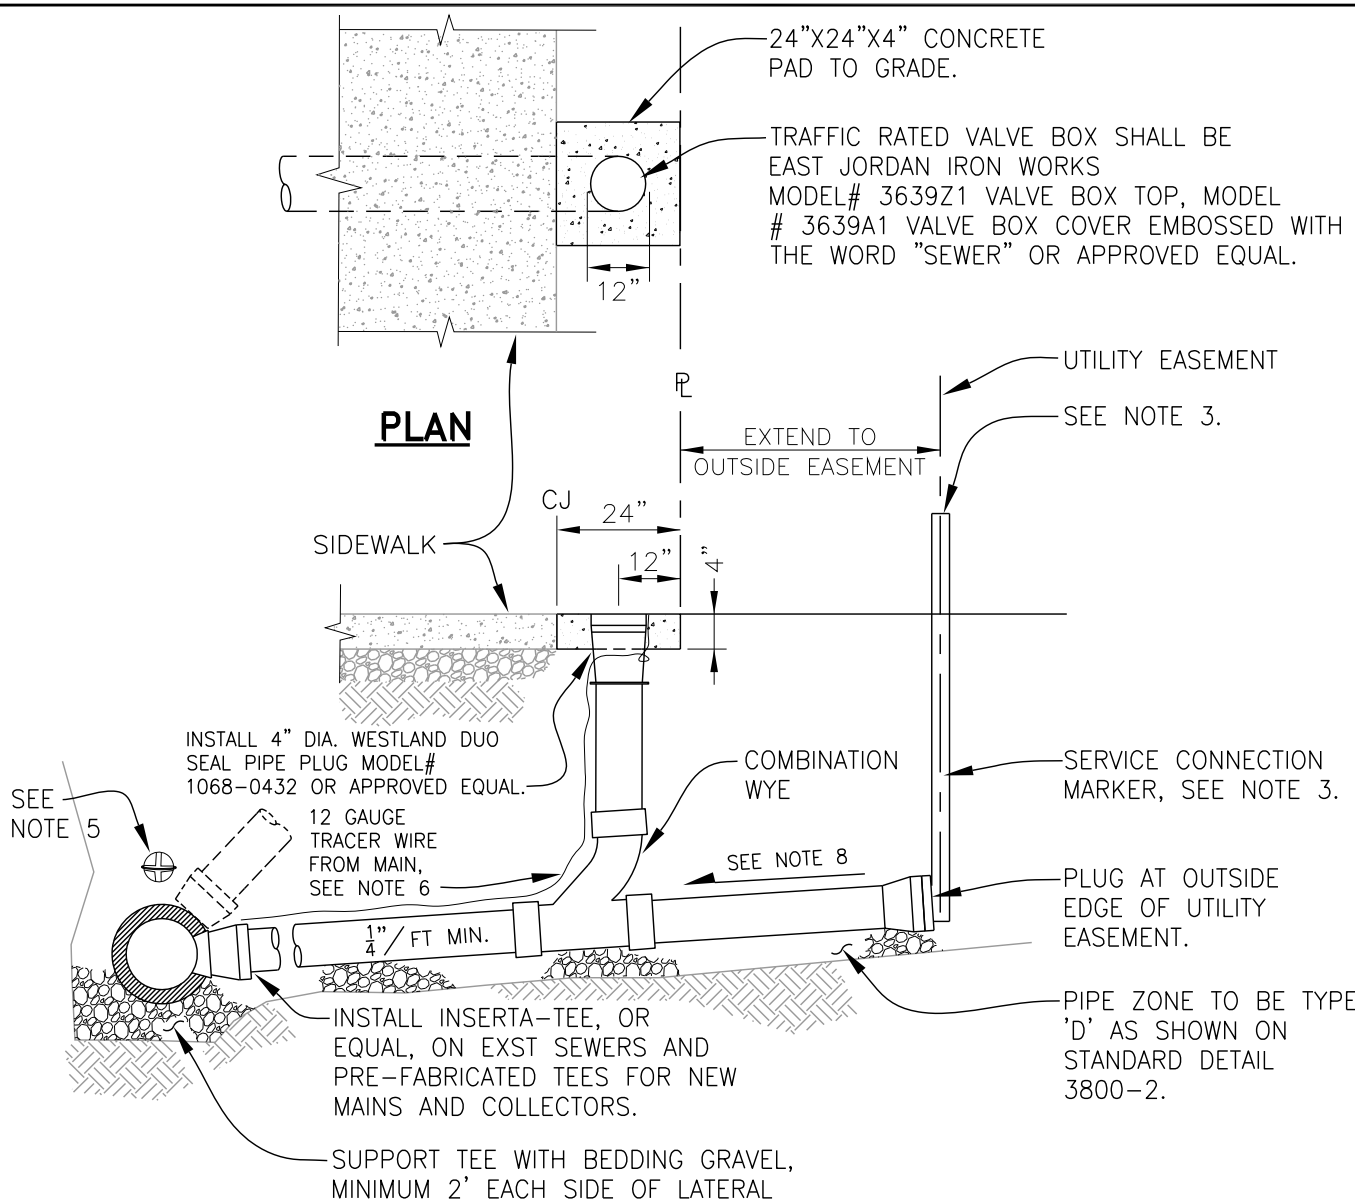 24"X24"X4" CONCRETE
PAD TO GRADE.
TRAFFIC RATED VALVE BOX SHALL BE
EAST JORDAN IRON WORKS
MODEL# 3639Z1 VALVE BOX TOP, MODEL
# 3639A1 VALVE BOX COVER EMBOSSED WITH
THE WORD "SEWER" OR APPROVED EQUAL.
12"
UTILITY EASEMENT
PL
SEE NOTE 3.
PLAN
EXTEND TO
OUTSIDE EASEMENT
CJ
24"
SIDEWALK
12"
4"
INSTALL 4" DIA. WESTLAND DUO
SEAL PIPE PLUG MODEL#
1068-0432 OR APPROVED EQUAL.
COMBINATION
WYE
SERVICE CONNECTION
MARKER, SEE NOTE 3.
SEE
NOTE 5
12 GAUGE
TRACER WIRE
FROM MAIN,
SEE NOTE 6
SEE NOTE 8
PLUG AT OUTSIDE
EDGE OF UTILITY
EASEMENT.
1/4"/ FT MIN.
PIPE ZONE TO BE TYPE
'D' AS SHOWN ON
STANDARD DETAIL
3800-2.
INSTALL INSERTA-TEE, OR
EQUAL, ON EXST SEWERS AND
PRE-FABRICATED TEES FOR NEW
MAINS AND COLLECTORS.
SUPPORT TEE WITH BEDDING GRAVEL,
MINIMUM 2' EACH SIDE OF LATERAL